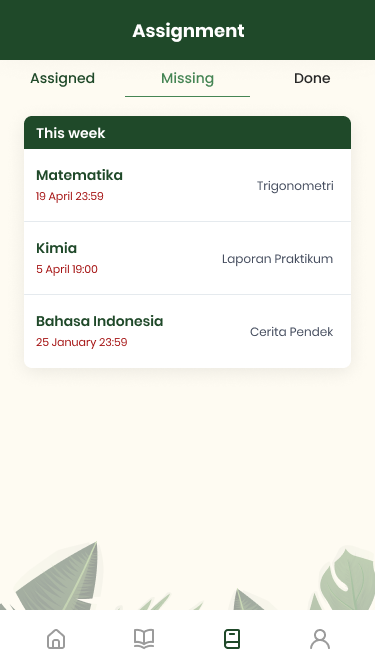 Assignment
Assigned Missing Done
This week
Matematika
19 April 23:59
Trigonometri
Kimia
5 April 19:00
Laporan Praktikum
Bahasa Indonesia
25 January 23:59
Cerita Pendek